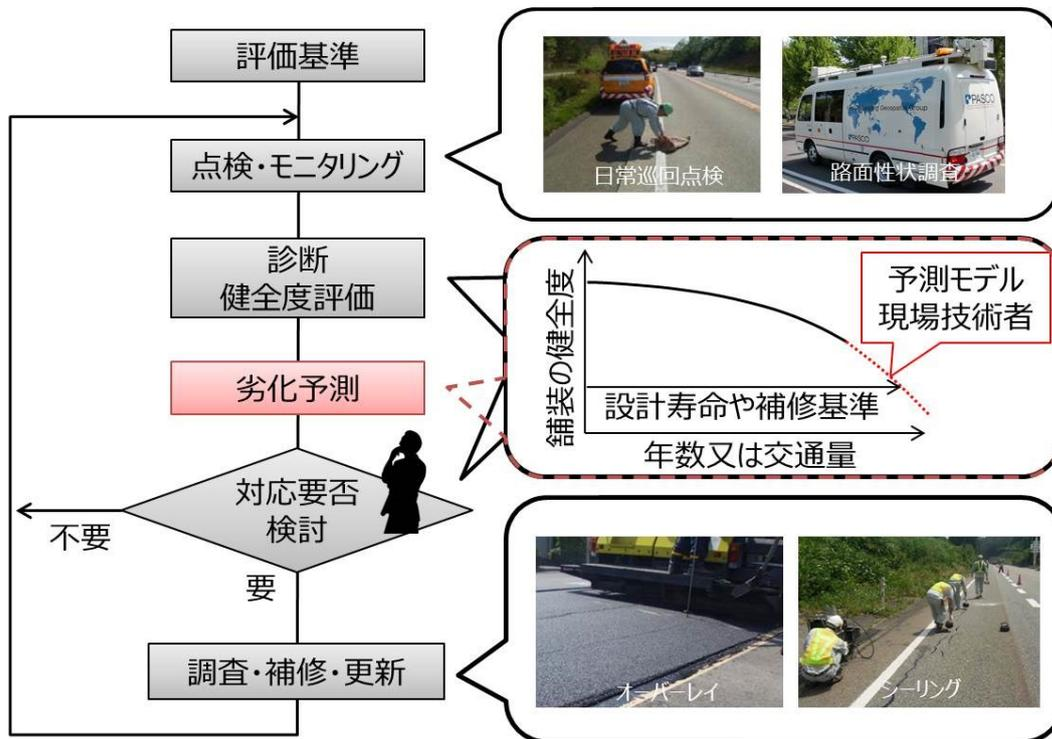 評価基準
点検・モニタリング
日常巡回点検
路面性状調査
PASCO
PASCO
診断
健全度評価
舗装の健全度
予測モデル
現場技術者
設計寿命や補修基準
年数又は交通量
劣化予測
対応要否
検討
不要
要
調査・補修・更新
オーバーレイ
シーリング